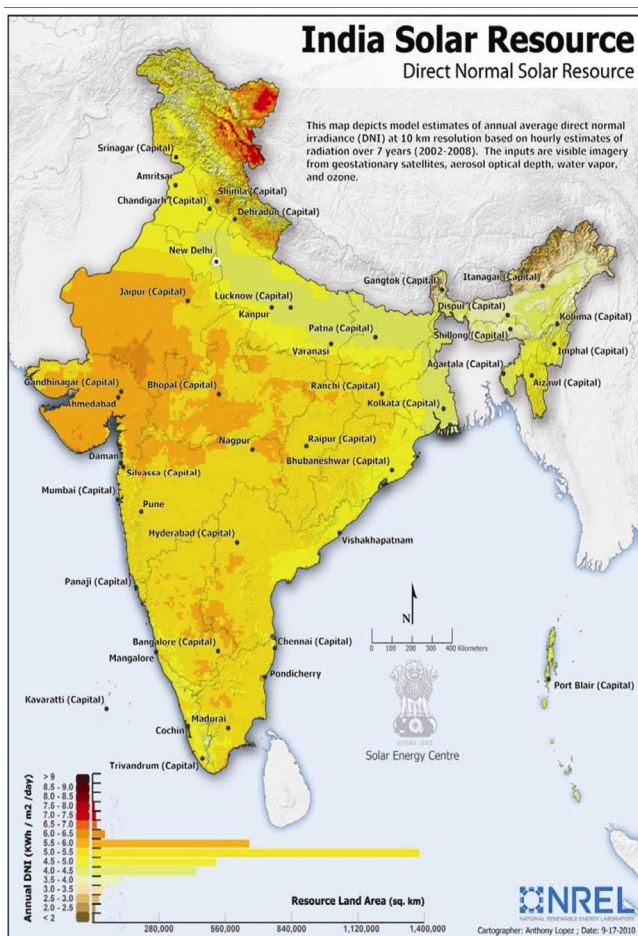 India Solar Resource
Direct Normal Solar Resource
This map depicts model estimates of annual average direct normal
irradiance (DNI) at 10 km resolution based on hourly estimates of
radiation over 7 years (2002-2008). The inputs are visible imagery
from geostationary satellites, aerosol optical depth, water vapor,
and ozone.
Srinagar (Capital)
Amritsar
Shimla (Capital)
Chandigarh (Capital)
Dehradun (Capital)
New Delhi
Gangtok (Capital)
Itanagar (Capital)
Jaipur (Capital)
Lucknow (Capital)
Dispur (Capital)
Kanpur
Kohima (Capital)
Patna (Capital)
Shillong (Capital)
Varanasi
Imphal (Capital)
Agartala (Capital)
Gandhinagar (Capital)
Bhopal (Capital)
Ranchi (Capital)
Aizawl (Capital)
Ahmedabad
Kolkata (Capital)
Nagpur
Raipur (Capital)
Daman
Bhubaneshwar (Capital)
Silvassa (Capital)
Mumbai (Capital)
Pune
Hyderabad (Capital)
Vishakhapatnam
Panaji (Capital)
N
Bangalore (Capital)
Chennai (Capital)
0 100 200 300 400 Kilometers
Mangalore
Pondicherry
Port Blair (Capital)
Kavaratti (Capital)
Madurai
Cochin
Solar Energy Centre
Trivandrum (Capital)
Annual DNI (KWh / m2 /day)
> 9
8.5 - 9.0
8.0 - 8.5
7.5 - 8.0
7.0 - 7.5
6.5 - 7.0
6.0 - 6.5
5.5 - 6.0
5.0 - 5.5
4.5 - 5.0
4.0 - 4.5
3.5 - 4.0
3.0 - 3.5
2.5 - 3.0
2.0 - 2.5
< 2
Resource Land Area (sq. km)
280,000 560,000 840,000 1,120,000 1,400,000
NREL
NATIONAL RENEWABLE ENERGY LABORATORY
Cartographer: Anthony Lopez ; Date: 9-17-2010